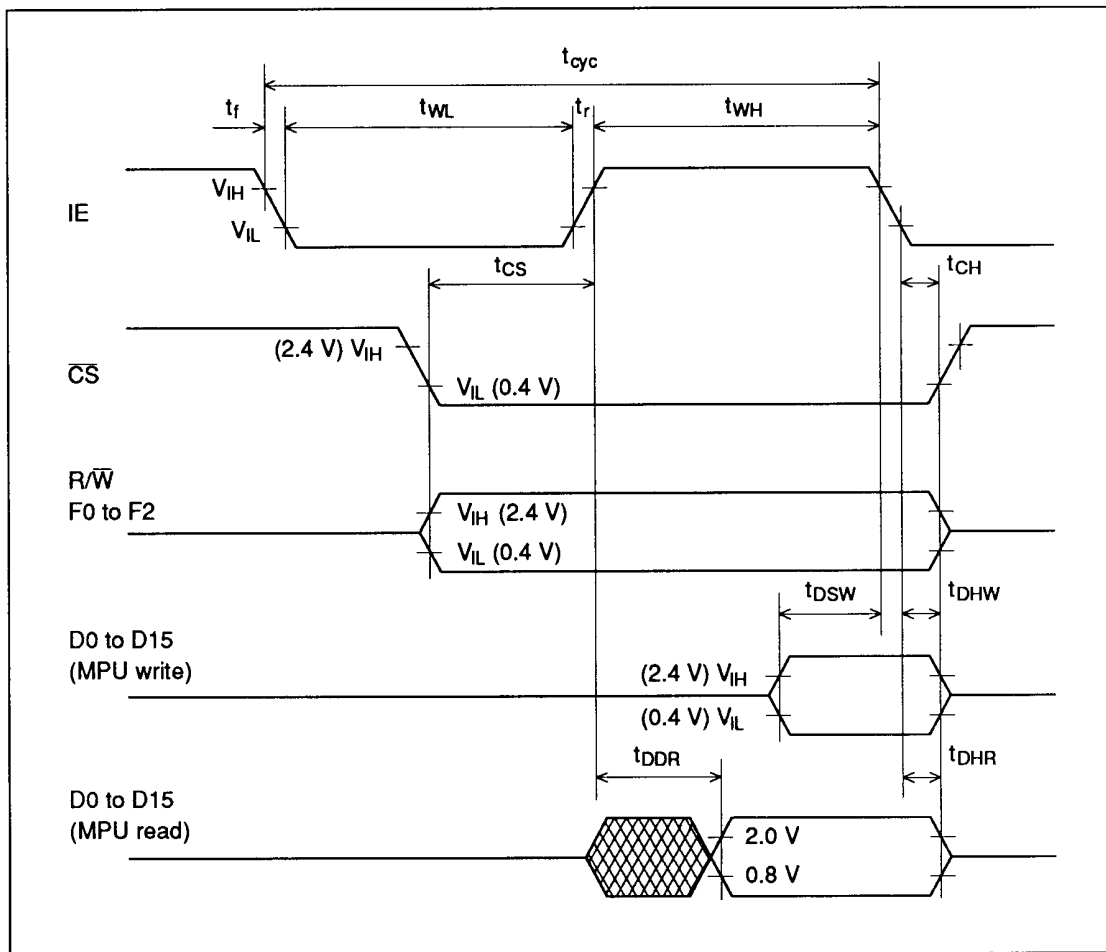 tcyc
tf tWL tr tWH
VIH
IE
VIL
tCS tCH
(2.4 V) VIH
C̅S̅
VIL (0.4 V)
R/W̅
F0 to F2
VIH (2.4 V)
VIL (0.4 V)
tDSW tDHW
D0 to D15
(MPU write)
(2.4 V) VIH
(0.4 V) VIL
tDDR tDHR
D0 to D15
(MPU read)
2.0 V
0.8 V